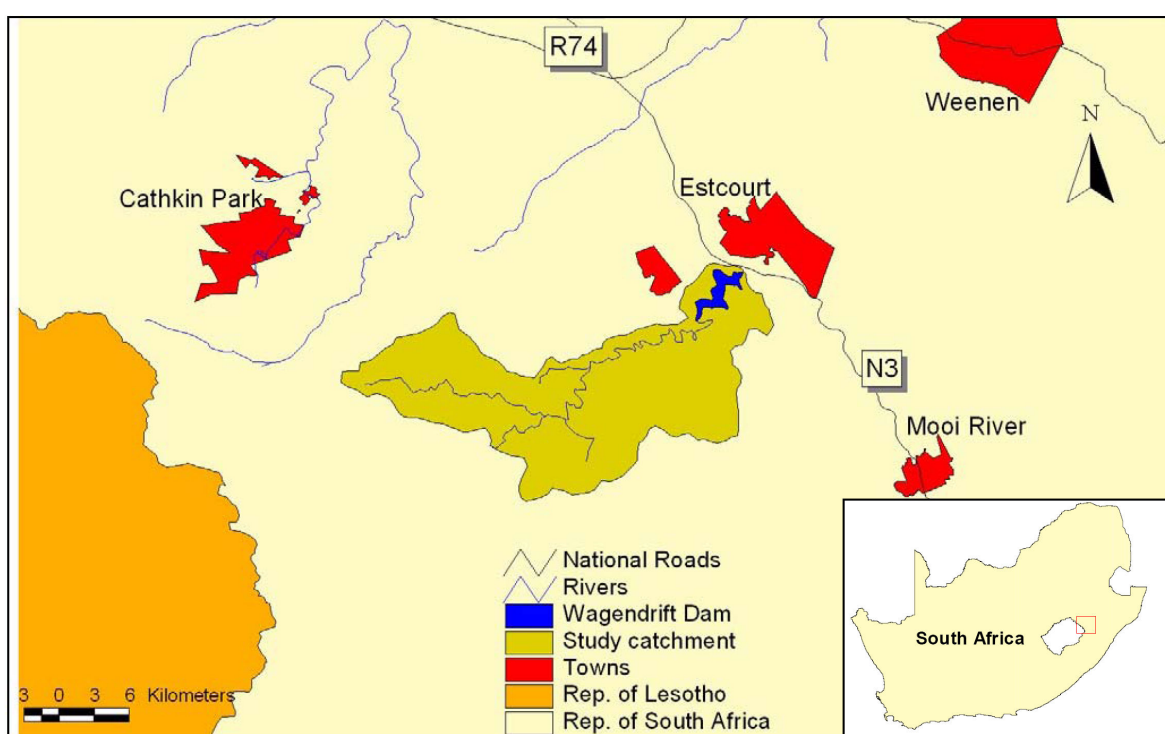 R74
Weenen
N
Estcourt
Cathkin Park
N3
Mooi River
National Roads
Rivers
Wagendrift Dam
Study catchment
Towns
Rep. of Lesotho
Rep. of South Africa
3 0 3 6 Kilometers
South Africa